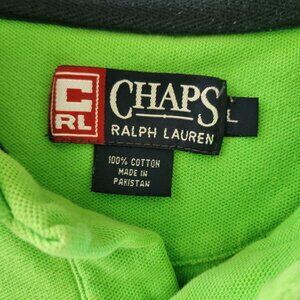 C
RL
CHAPS
RALPH LAUREN
L
100% COTTON
MADE IN
PAKISTAN